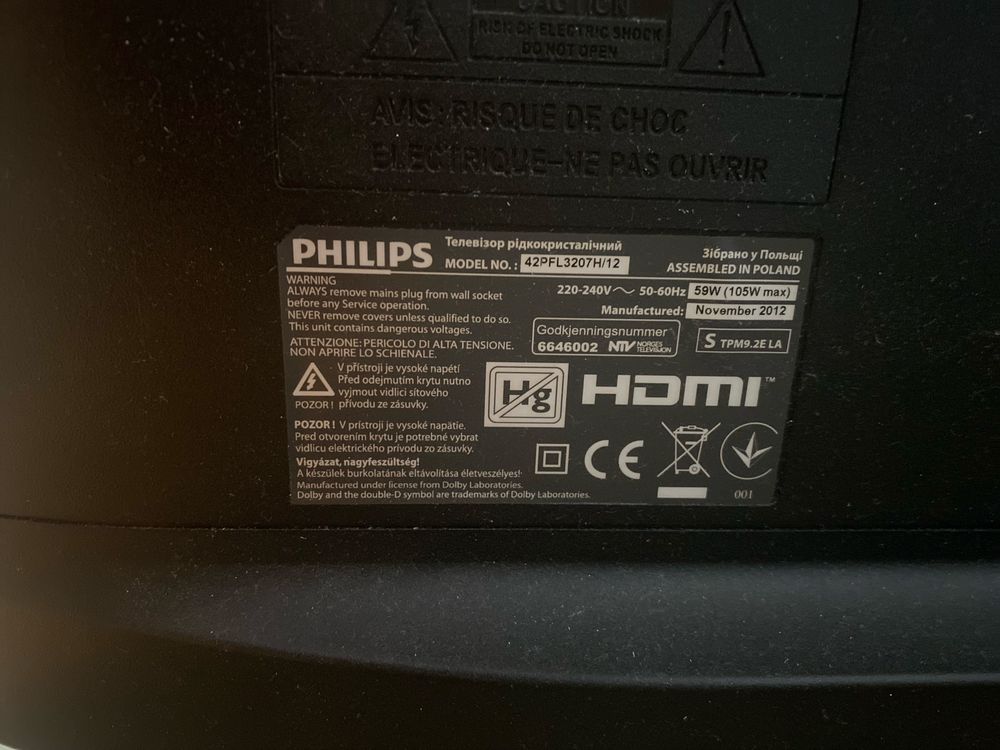 CAUTION
RISK OF ELECTRIC SHOCK
DO NOT OPEN
AVIS: RISQUE DE CHOC
ELECTRIQUE-NE PAS OUVRIR
PHILIPS
Телевізор рідкокристалічний
MODEL NO.: 42PFL3207H/12
Зібрано у Польщі
ASSEMBLED IN POLAND
WARNING
ALWAYS remove mains plug from wall socket
before any Service operation.
NEVER remove covers unless qualified to do so.
This unit contains dangerous voltages.
220-240V ~ 50-60Hz 59W (105W max)
Manufactured: November 2012
ATTENZIONE: PERICOLO DI ALTA TENSIONE.
NON APRIRE LO SCHIENALE.
Godkjenningsnummer
6646002 NTV NORGES TELEVISJON
S TPM9.2E LA
V přístroji je vysoké napětí
Před odejmutím krytu nutno
vyjmout vidlici síťového
POZOR! přívodu ze zásuvky.
Hg
HDMI™
POZOR! V prístroji je vysoké napätie.
Pred otvorením krytu je potrebné vybrat
vidlicu elektrického prívodu zo zásuvky.
Vigyázat, nagyfeszültség!
A készülek burkolatának eltávolítása életveszélyes!
Manufactured under license from Dolby Laboratories.
Dolby and the double-D symbol are trademarks of Dolby Laboratories.
CE
001